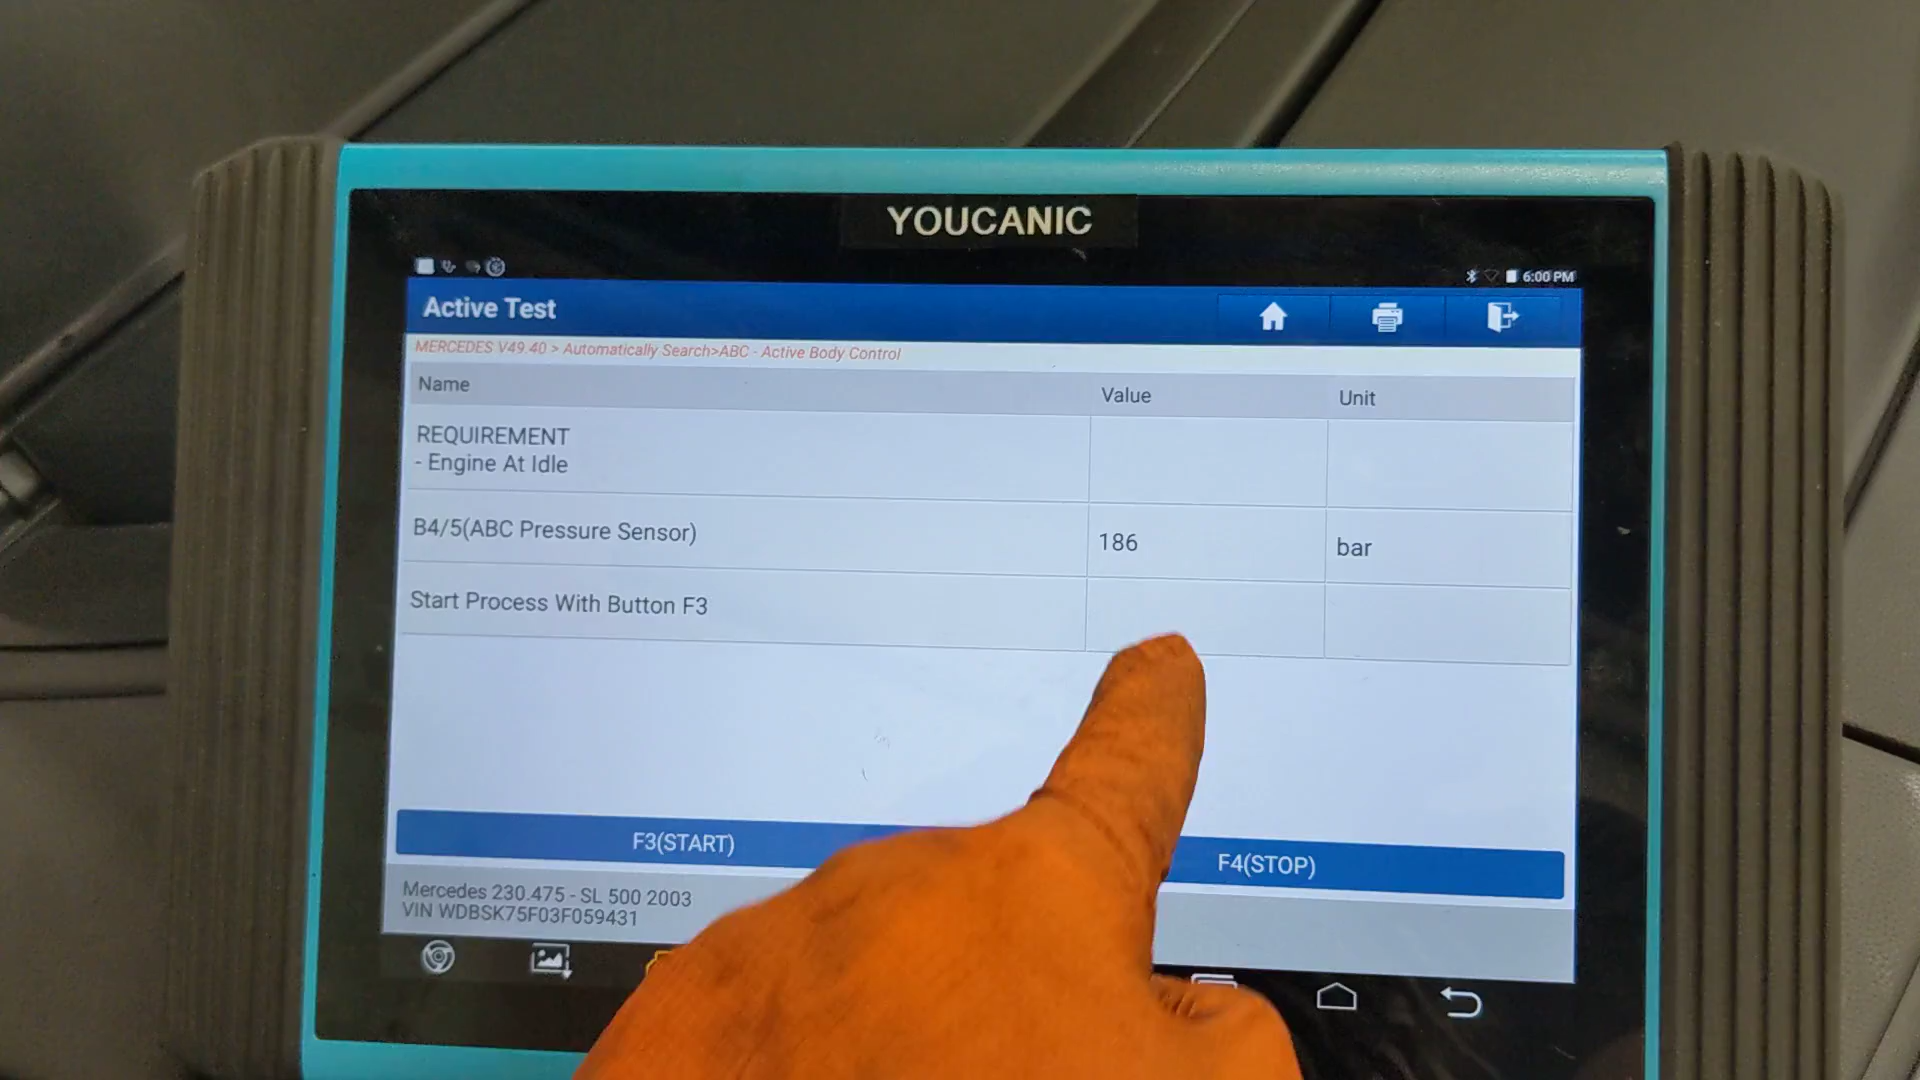 YOUCANIC
6:00 PM
Active Test
MERCEDES V49.40 > Automatically Search>ABC - Active Body Control
Name Value Unit
REQUIREMENT
- Engine At Idle
B4/5(ABC Pressure Sensor) 186 bar
Start Process With Button F3
F3(START) F4(STOP)
Mercedes 230.475 - SL 500 2003
VIN WDBSK75F03F059431